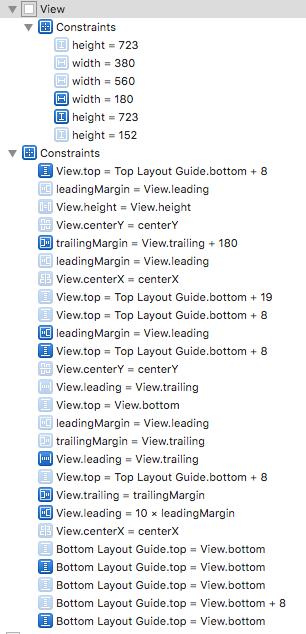 View
Constraints
height = 723
width = 380
width = 560
width = 180
height = 723
height = 152
Constraints
View.top = Top Layout Guide.bottom + 8
leadingMargin = View.leading
View.height = View.height
View.centerY = centerY
trailingMargin = View.trailing + 180
leadingMargin = View.leading
View.centerX = centerX
View.top = Top Layout Guide.bottom + 19
View.top = Top Layout Guide.bottom + 8
leadingMargin = View.leading
View.top = Top Layout Guide.bottom + 8
View.centerY = centerY
View.leading = View.trailing
View.top = View.bottom
leadingMargin = View.leading
trailingMargin = View.trailing
View.leading = View.trailing
View.top = Top Layout Guide.bottom + 8
View.trailing = trailingMargin
View.leading = 10 × leadingMargin
View.centerX = centerX
Bottom Layout Guide.top = View.bottom
Bottom Layout Guide.top = View.bottom
Bottom Layout Guide.top = View.bottom
Bottom Layout Guide.top = View.bottom + 8
Bottom Layout Guide.top = View.bottom